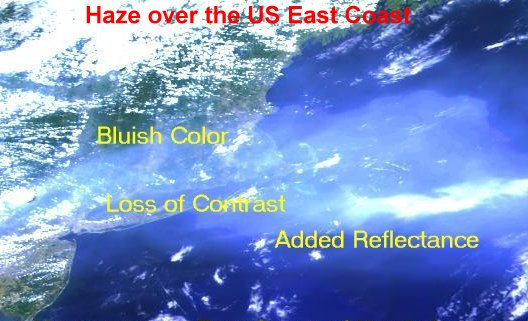 Haze over the US East Coast
Bluish Color
Loss of Contrast
Added Reflectance